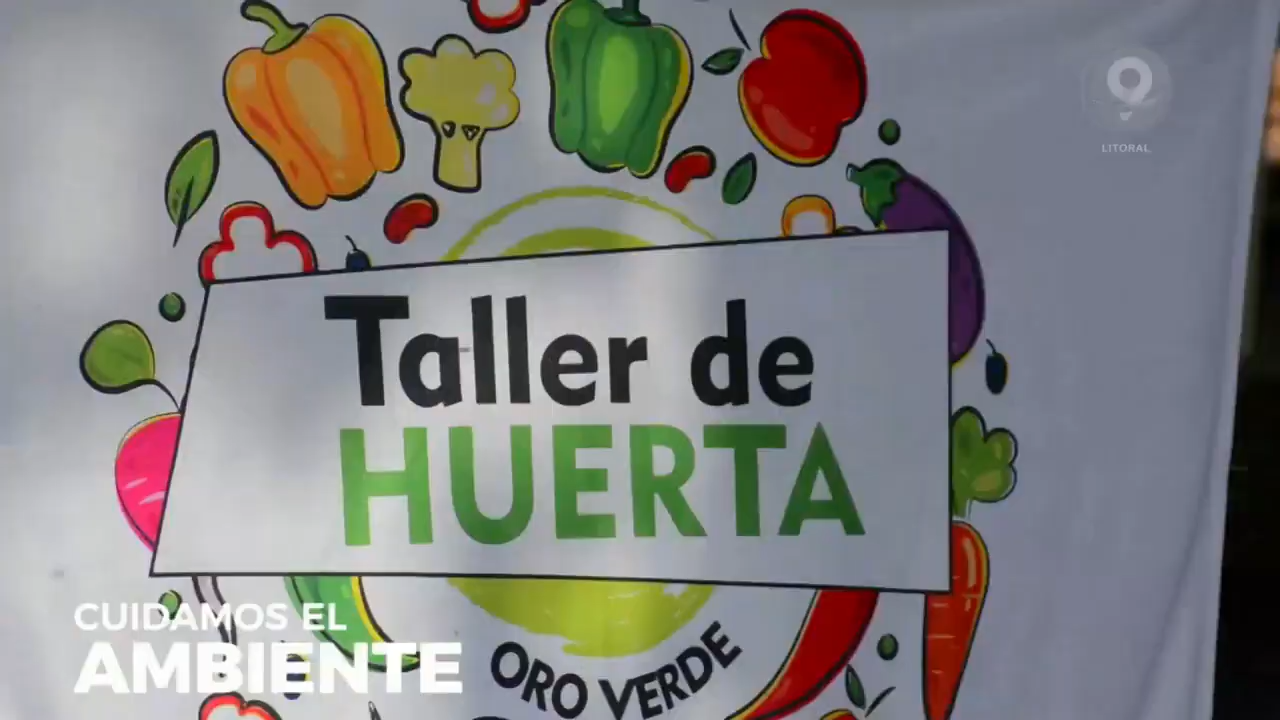 LITORAL
Taller de
HUERTA
ORO VERDE
CUIDAMOS EL
AMBIENTE